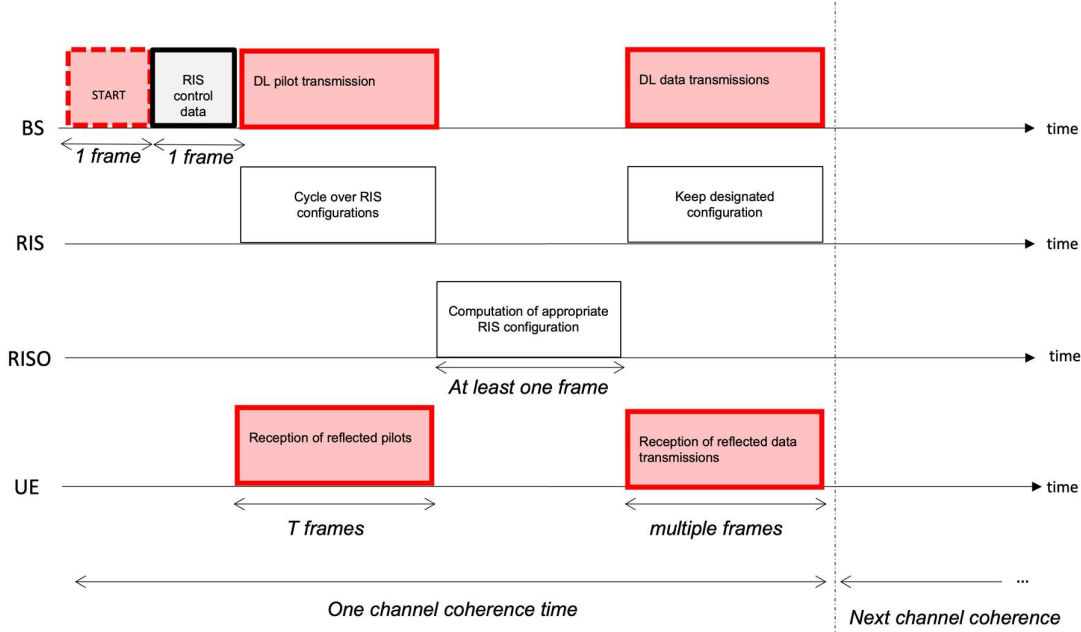 START
RIS
control
data
DL pilot transmission
DL data transmissions
BS
time
1 frame
1 frame
Cycle over RIS
configurations
Keep designated
configuration
RIS
time
Computation of appropriate
RIS configuration
RISO
time
At least one frame
Reception of reflected pilots
Reception of reflected data
transmissions
UE
time
T frames
multiple frames
...
One channel coherence time
Next channel coherence